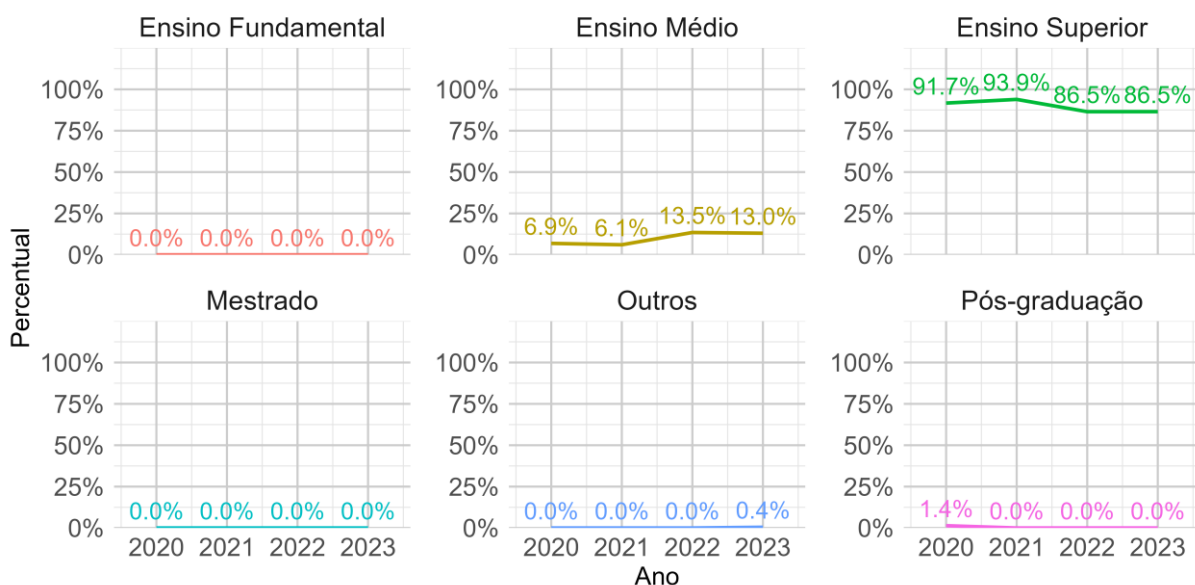 Ensino Fundamental
Ensino Médio
Ensino Superior
100%
75%
50%
25%
0%
0.0% 0.0% 0.0% 0.0%
100%
75%
50%
25%
0%
6.9% 6.1% 13.5% 13.0%
100%
75%
50%
25%
0%
91.7% 93.9% 86.5% 86.5%
Percentual
Mestrado
Outros
Pós-graduação
100%
75%
50%
25%
0%
0.0% 0.0% 0.0% 0.0%
2020 2021 2022 2023
100%
75%
50%
25%
0%
0.0% 0.0% 0.0% 0.4%
2020 2021 2022 2023
100%
75%
50%
25%
0%
1.4% 0.0% 0.0% 0.0%
2020 2021 2022 2023
Ano